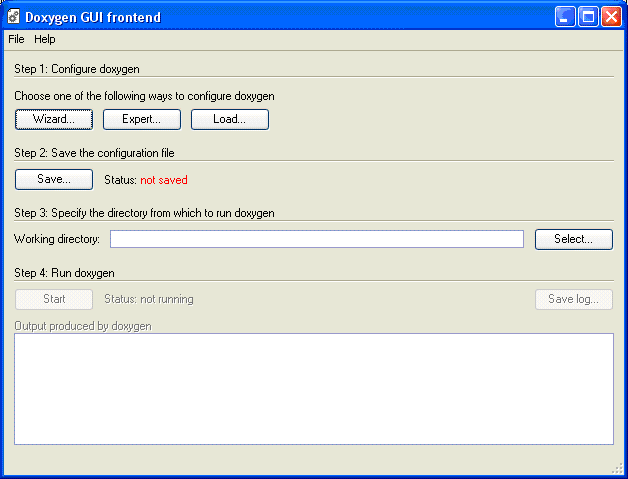 Doxygen GUI frontend
File Help
Step 1: Configure doxygen
Choose one of the following ways to configure doxygen
Wizard... Expert... Load...
Step 2: Save the configuration file
Save... Status: not saved
Step 3: Specify the directory from which to run doxygen
Working directory: Select...
Step 4: Run doxygen
Start Status: not running Save log...
Output produced by doxygen